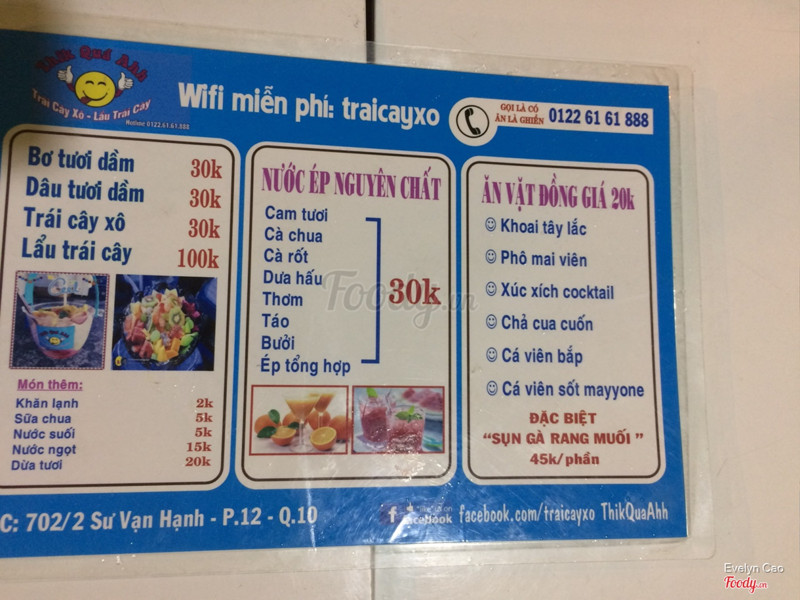 Thik Quá Ahh
Trái Cây Xô - Lẩu Trái Cây
Hotline: 0122.61.61.888
Wifi miễn phí: traicayxo
GỌI LÀ CÓ
ĂN LÀ GHIỀN
0122 61 61 888
Bơ tươi dầm 30k
Dâu tươi dầm 30k
Trái cây xô 30k
Lẩu trái cây 100k
Món thêm:
Khăn lạnh 2k
Sữa chua 5k
Nước suối 5k
Nước ngọt 15k
Dừa tươi 20k
NƯỚC ÉP NGUYÊN CHẤT
Cam tươi
Cà chua
Cà rốt
Dưa hấu
Thơm
Táo
Bưởi
Ép tổng hợp
30k
ĂN VẶT ĐỒNG GIÁ 20k
Khoai tây lắc
Phô mai viên
Xúc xích cocktail
Chả cua cuốn
Cá viên bắp
Cá viên sốt mayyone
ĐẶC BIỆT
“SỤN GÀ RANG MUỐI ”
45k/phần
C: 702/2 Sư Vạn Hạnh - P.12 - Q.10
facebook
facebook.com/traicayxo ThikQuaAhh
Foody.vn
Evelyn Cao
Foody.vn